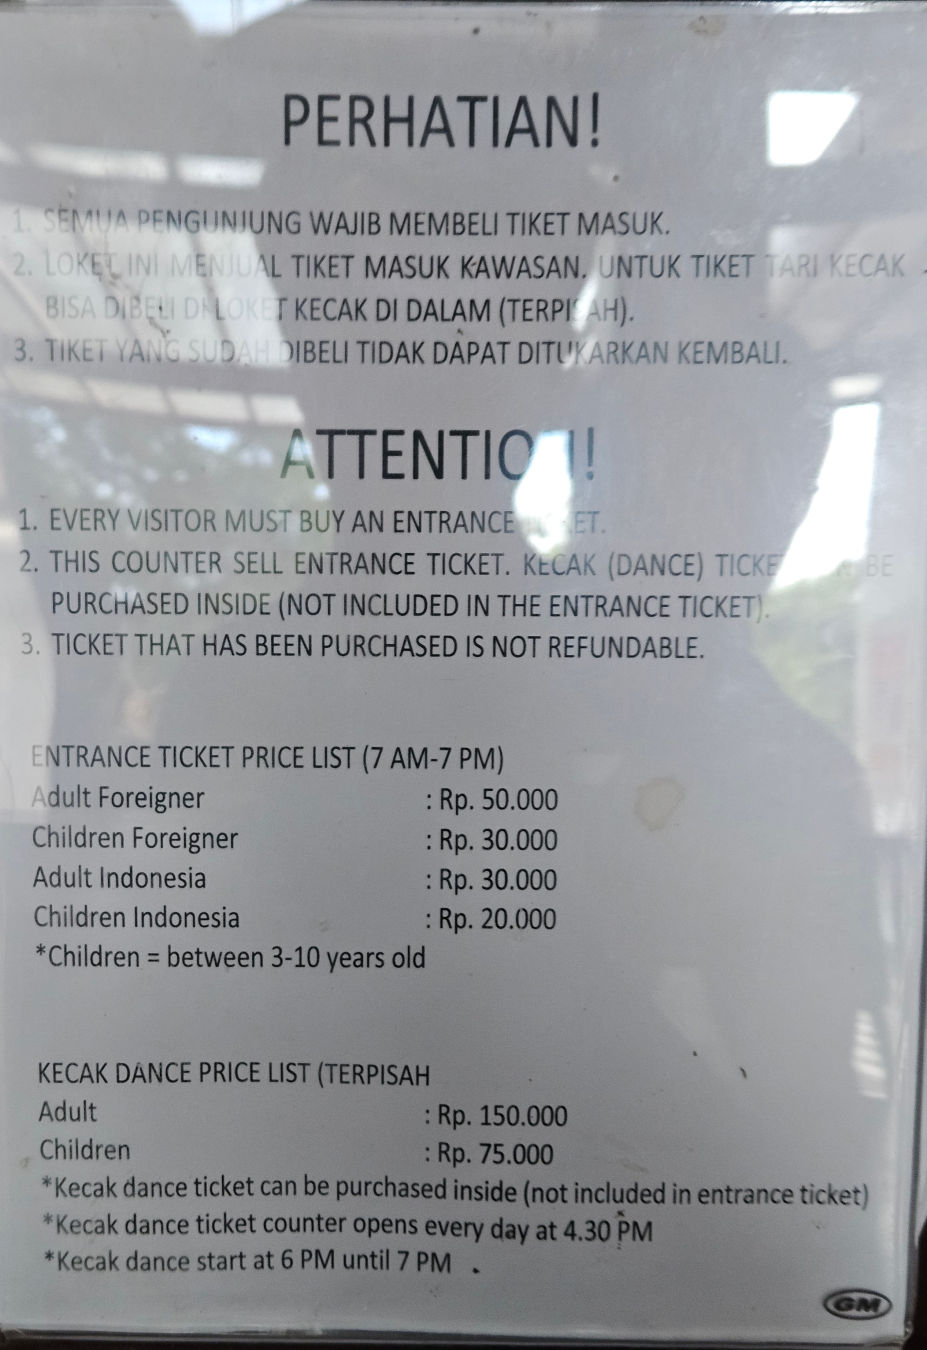 PERHATIAN!
1. SEMUA PENGUNJUNG WAJIB MEMBELI TIKET MASUK.
2. LOKET INI MENJUAL TIKET MASUK KAWASAN. UNTUK TIKET TARI KECAK
BISA DIBELI DI LOKET KECAK DI DALAM (TERPISAH).
3. TIKET YANG SUDAH DIBELI TIDAK DAPAT DITUKARKAN KEMBALI.
ATTENTION!
1. EVERY VISITOR MUST BUY AN ENTRANCE TICKET.
2. THIS COUNTER SELL ENTRANCE TICKET. KECAK (DANCE) BE
PURCHASED INSIDE (NOT INCLUDED IN THE ENTRANCE TICKET).
3. TICKET THAT HAS BEEN PURCHASED IS NOT REFUNDABLE.
ENTRANCE TICKET PRICE LIST (7 AM-7 PM)
Adult Foreigner : Rp. 50.000
Children Foreigner : Rp. 30.000
Adult Indonesia : Rp. 30.000
Children Indonesia : Rp. 20.000
*Children = between 3-10 years old
KECAK DANCE PRICE LIST (TERPISAH
Adult : Rp. 150.000
Children : Rp. 75.000
*Kecak dance ticket can be purchased inside (not included in entrance ticket)
*Kecak dance ticket counter opens every day at 4.30 PM
*Kecak dance start at 6 PM until 7 PM
GM